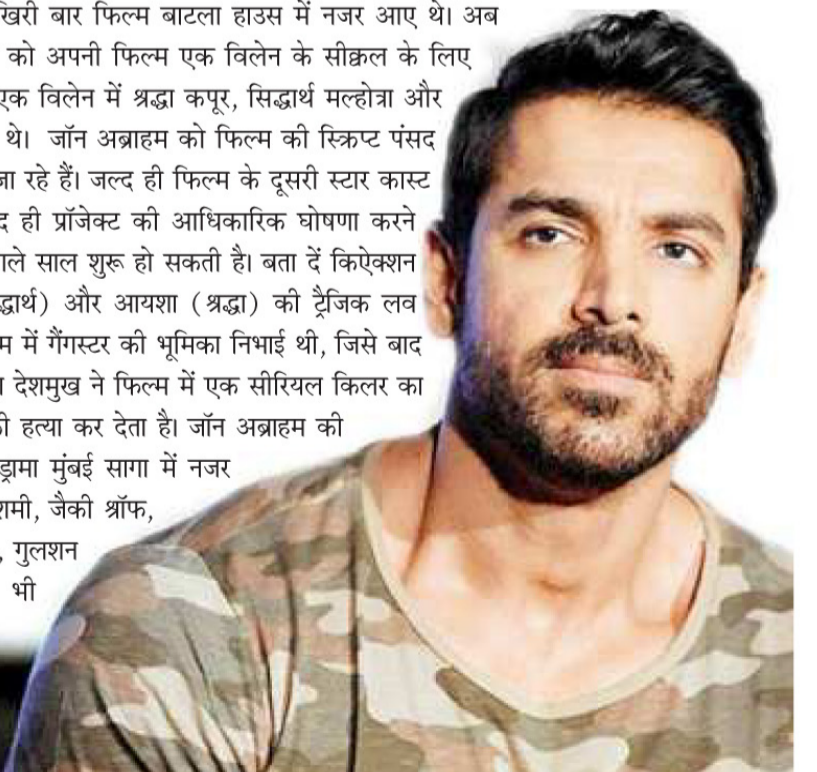 खिरी बार फिल्म बाटला हाउस में नजर आए थे। अब
को अपनी फिल्म एक विलेन के सीक्वल के लिए
एक विलेन में श्रद्धा कपूर, सिद्धार्थ मल्होत्रा और
थे। जॉन अब्राहम को फिल्म की स्क्रिप्ट पंसद
जा रहे हैं। जल्द ही फिल्म के दूसरी स्टार कास्ट
द ही प्रॉजेक्ट की आधिकारिक घोषणा करने
ाले साल शुरू हो सकती है। बता दें किऐक्शन
द्धार्थ) और आयशा (श्रद्धा) की ट्रैजिक लव
म में गैंगस्टर की भूमिका निभाई थी, जिसे बाद
देशमुख ने फिल्म में एक सीरियल किलर का
ी हत्या कर देता है। जॉन अब्राहम की
ड्रामा मुंबई सागा में नजर
शमी, जैकी श्रॉफ,
, गुलशन
भी